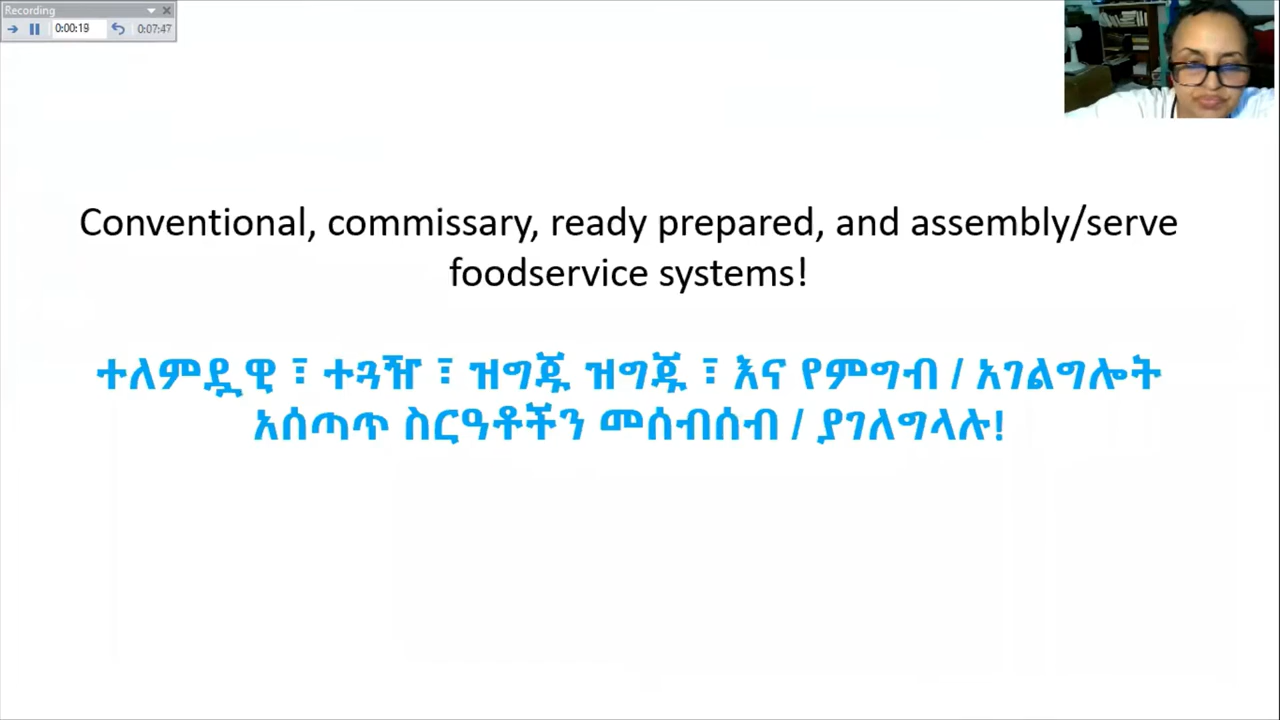 Recording
0:00:19
0:07:47
Conventional, commissary, ready prepared, and assembly/serve
foodservice systems!
ተለምዷዊ ፣ ተጓዥ ፣ ዝግጁ ዝግጁ ፣ እና የምግብ / አገልግሎት
አሰጣጥ ስርዓቶችን መሰብሰብ / ያገለግላሉ!